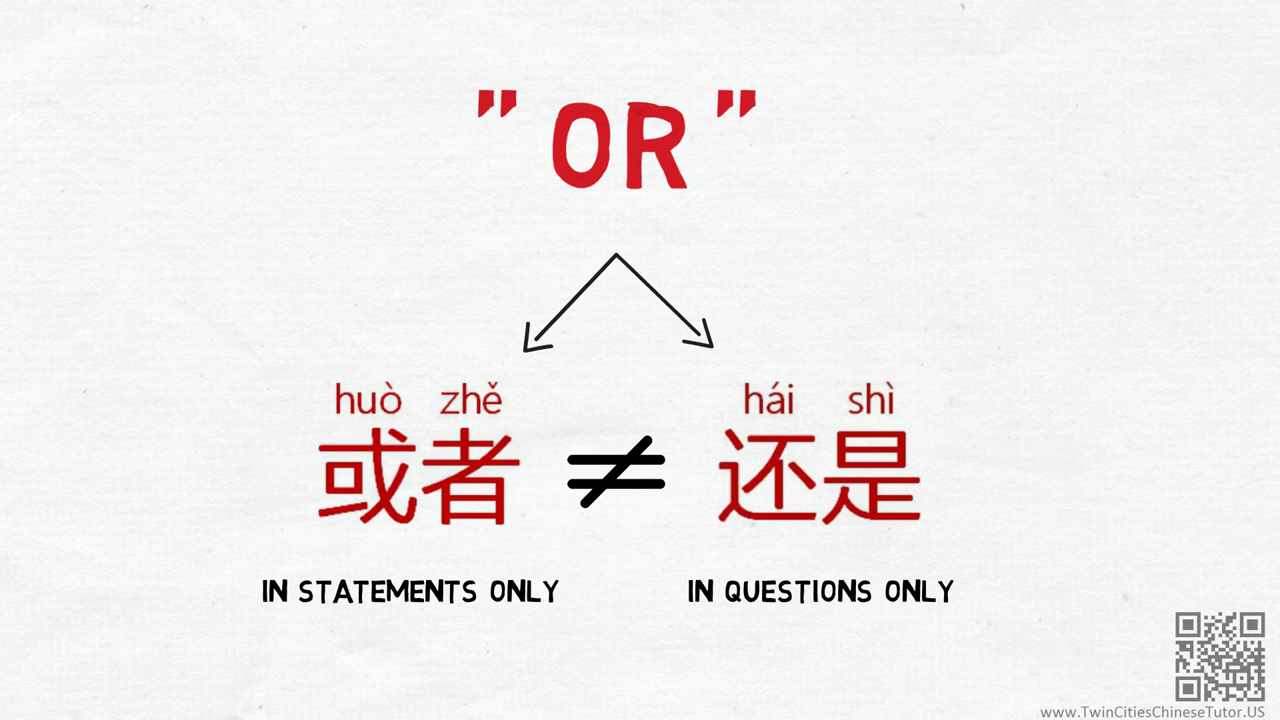 " OR "
huò zhě hái shì
或者 ≠ 还是
IN STATEMENTS ONLY IN QUESTIONS ONLY
www.TwinCitiesChineseTutor.US